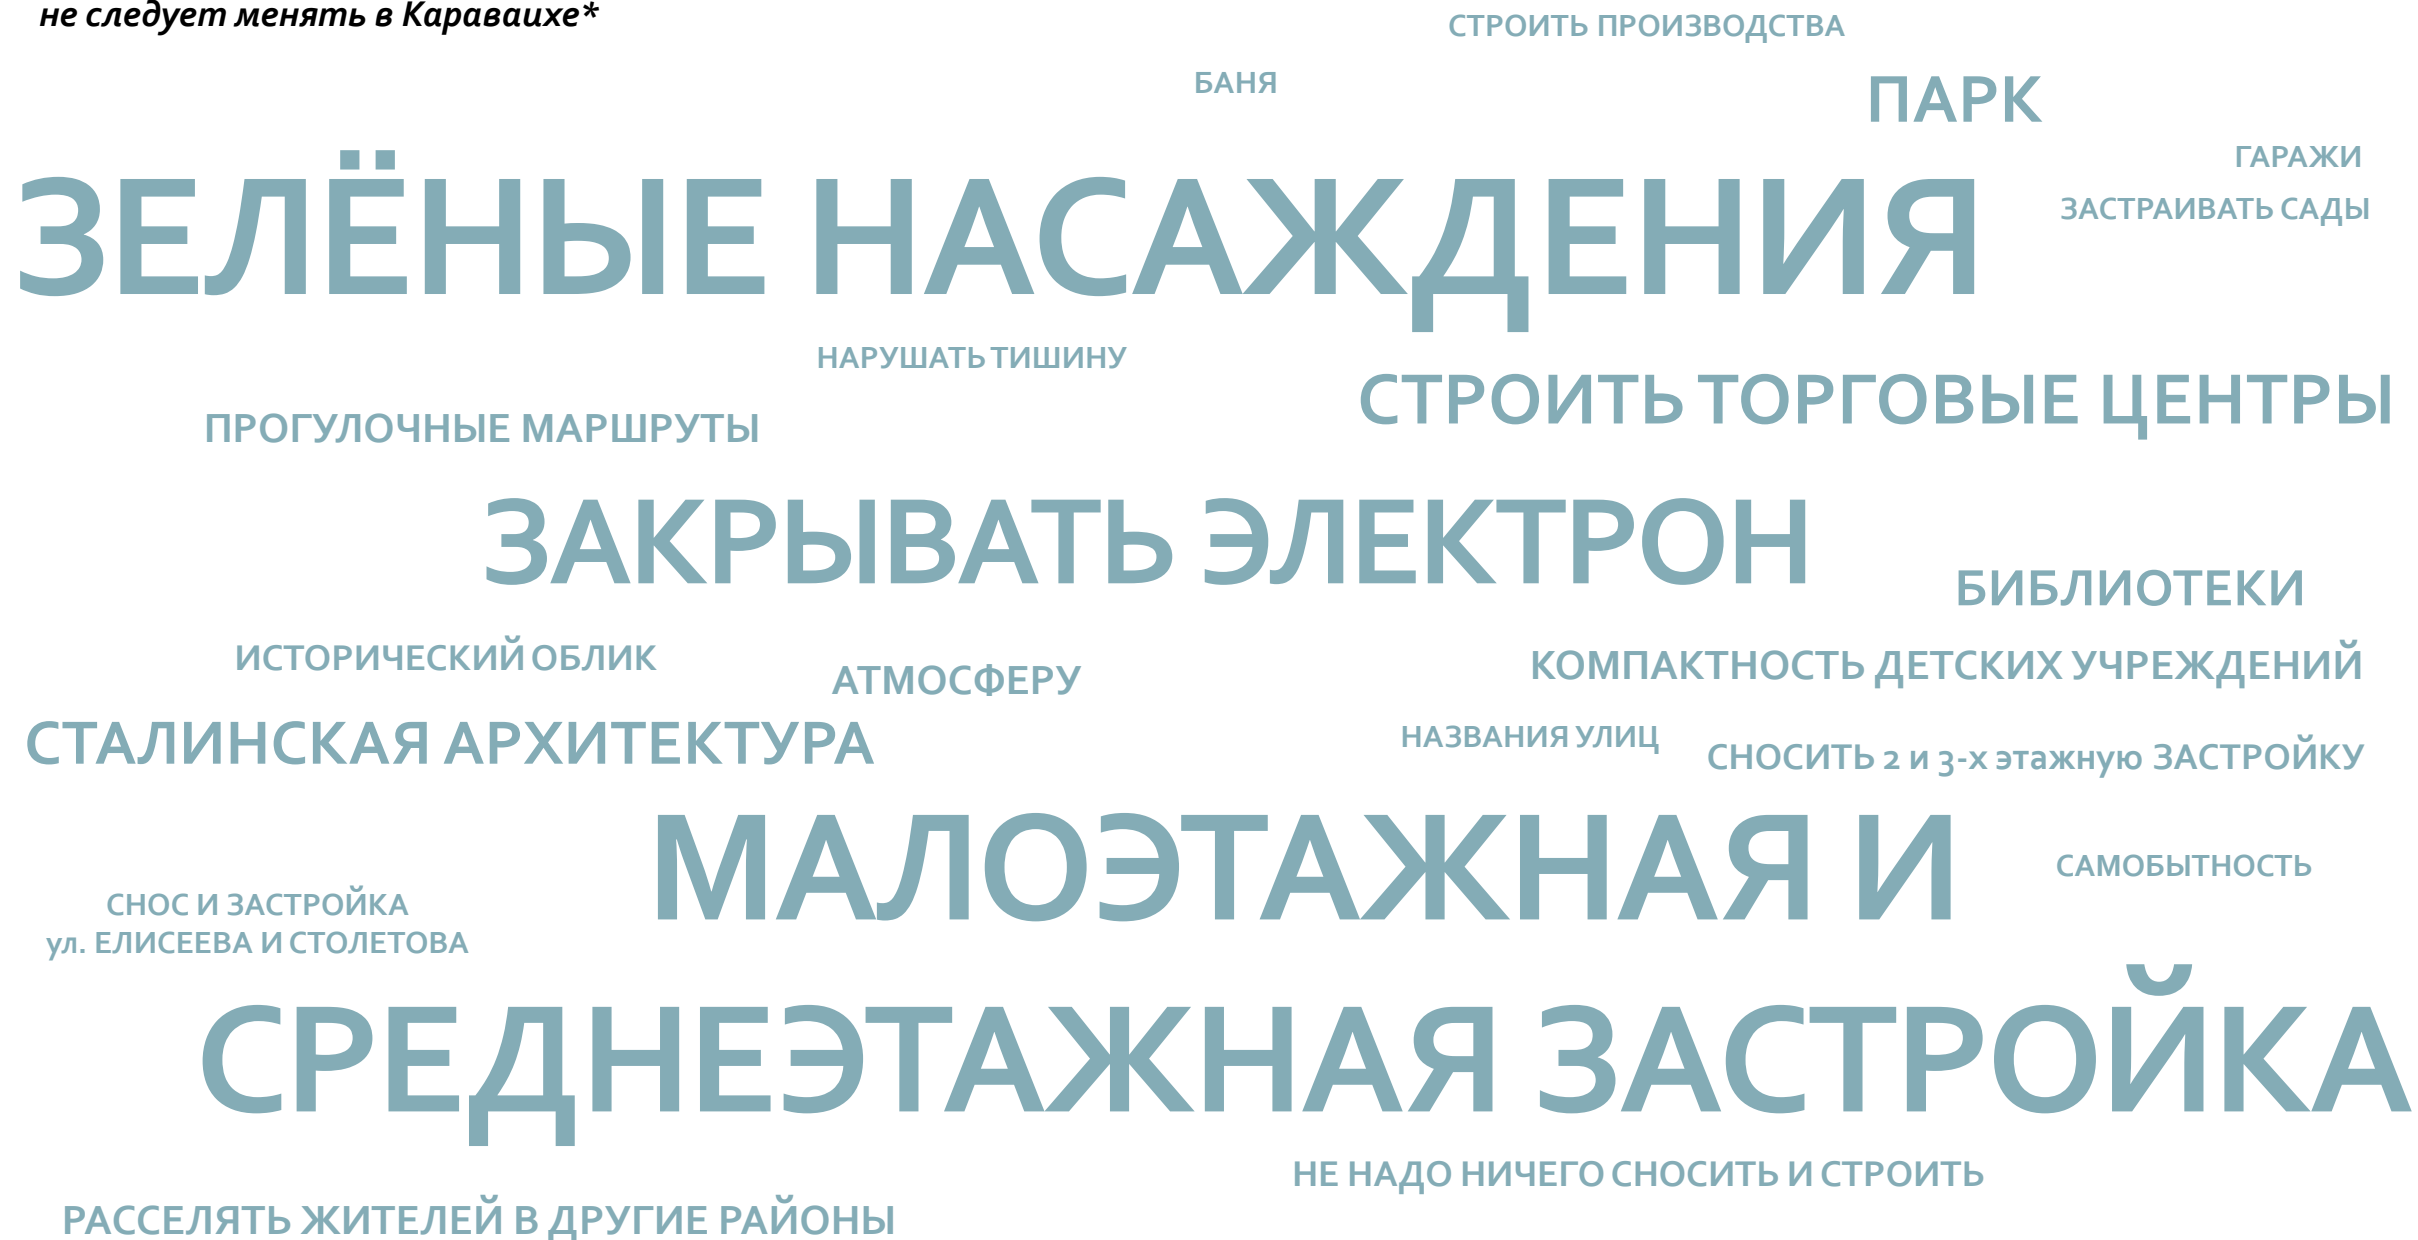 не следует менять в Караваихе*
СТРОИТЬ ПРОИЗВОДСТВА
БАНЯ
ПАРК
ГАРАЖИ
ЗАСТРАИВАТЬ САДЫ
ЗЕЛЁНЫЕ НАСАЖДЕНИЯ
НАРУШАТЬ ТИШИНУ
СТРОИТЬ ТОРГОВЫЕ ЦЕНТРЫ
ПРОГУЛОЧНЫЕ МАРШРУТЫ
ЗАКРЫВАТЬ ЭЛЕКТРОН
БИБЛИОТЕКИ
ИСТОРИЧЕСКИЙ ОБЛИК
АТМОСФЕРУ
КОМПАКТНОСТЬ ДЕТСКИХ УЧРЕЖДЕНИЙ
СТАЛИНСКАЯ АРХИТЕКТУРА
НАЗВАНИЯ УЛИЦ
СНОСИТЬ 2 и 3-х этажную ЗАСТРОЙКУ
МАЛОЭТАЖНАЯ И
САМОБЫТНОСТЬ
СНОС И ЗАСТРОЙКА
ул. ЕЛИСЕЕВА И СТОЛЕТОВА
СРЕДНЕЭТАЖНАЯ ЗАСТРОЙКА
НЕ НАДО НИЧЕГО СНОСИТЬ И СТРОИТЬ
РАССЕЛЯТЬ ЖИТЕЛЕЙ В ДРУГИЕ РАЙОНЫ